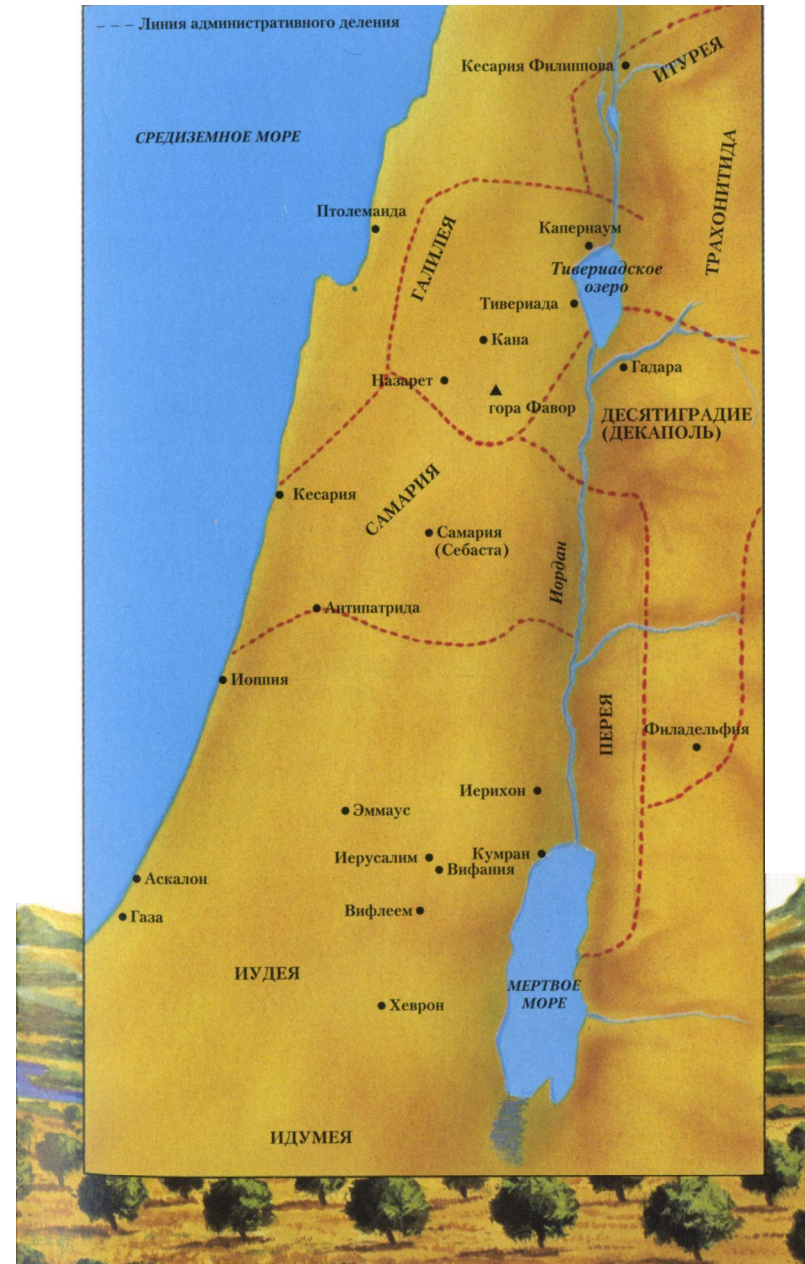 – – – Линия административного деления
Кесария Филиппова
ИТУРЕЯ
СРЕДИЗЕМНОЕ МОРЕ
ТРАХОНИТИДА
Птолемаида
ГАЛИЛЕЯ
Капернаум
Тивериадское
озеро
Тивериада
Кана
Гадара
Назарет
гора Фавор
ДЕСЯТИГРАДИЕ
(ДЕКАПОЛЬ)
Кесария
САМАРИЯ
Самария
(Себаста)
Иордан
Антипатрида
Иоппия
ПЕРЕЯ
Филадельфия
Иерихон
Эммаус
Иерусалим
Кумран
Вифания
Аскалон
Газа
Вифлеем
ИУДЕЯ
МЕРТВОЕ
МОРЕ
Хеврон
ИДУМЕЯ